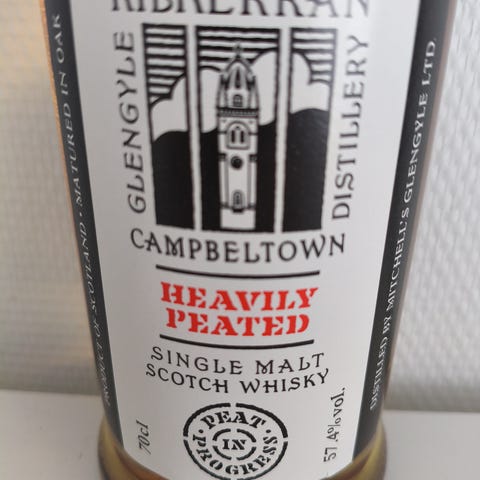 KILKERRAN
GLENGYLE
DISTILLERY
CAMPBELTOWN
HEAVILY
PEATED
SINGLE MALT
SCOTCH WHISKY
70cl
PEAT
IN
PROGRESS
57.4%vol.
PRODUCT OF SCOTLAND · MATURED IN OAK
DISTILLED BY MITCHELL'S GLENGYLE LTD.